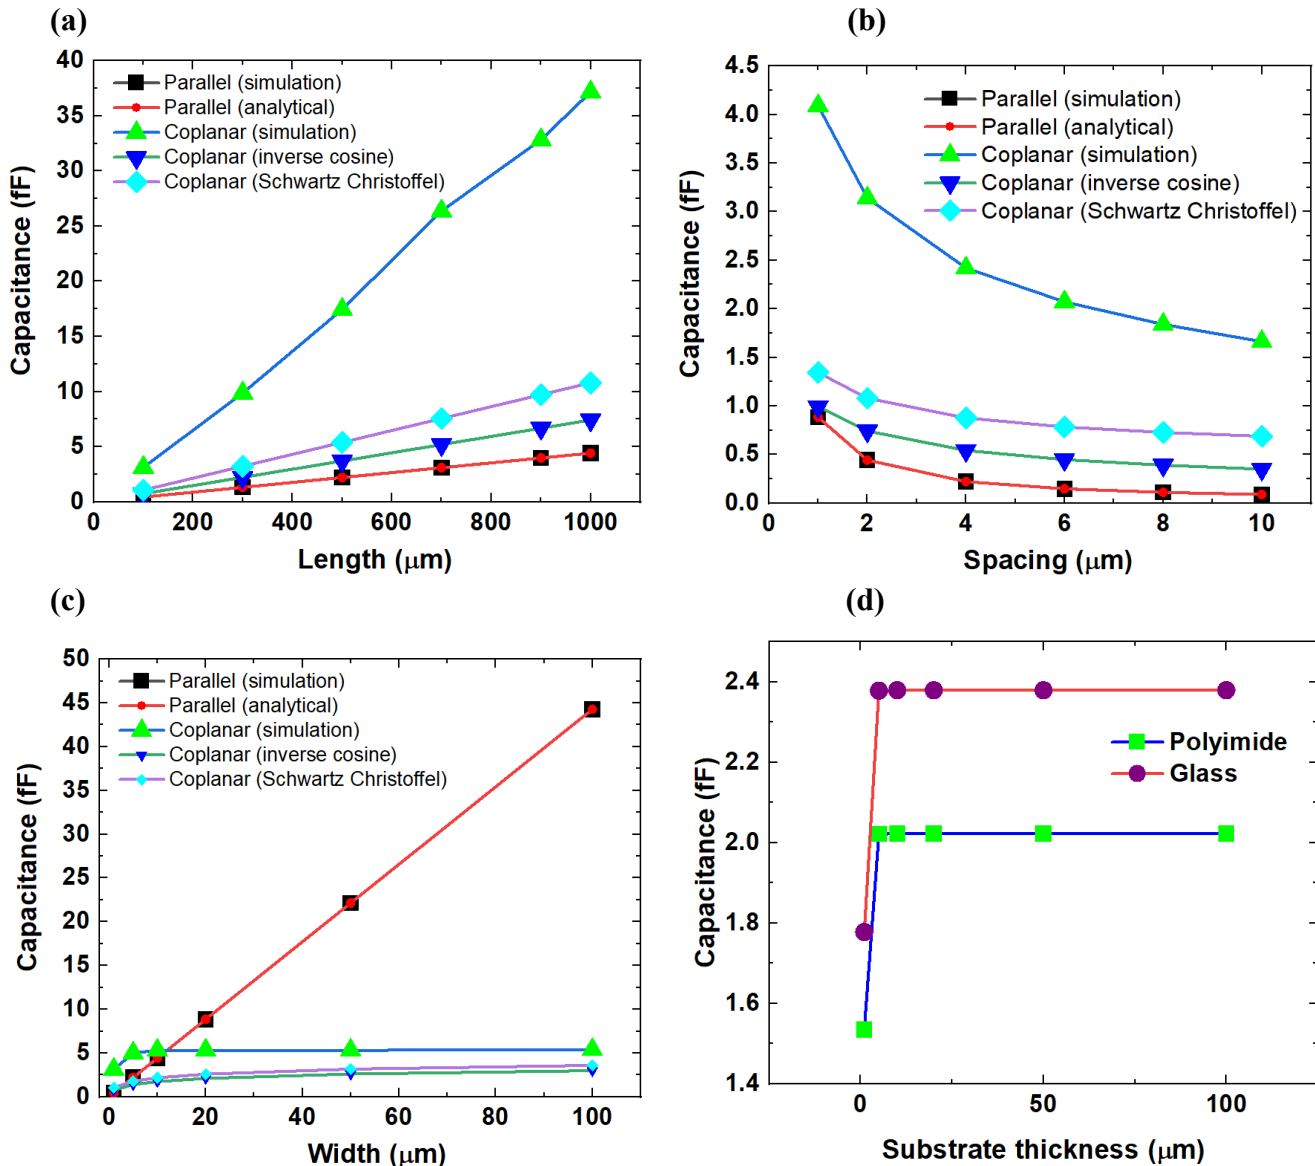 (a)
40
35
30
25
20
15
10
5
0
Capacitance (fF)
Parallel (simulation)
Parallel (analytical)
Coplanar (simulation)
Coplanar (inverse cosine)
Coplanar (Schwartz Christoffel)
0 200 400 600 800 1000
Length (μm)
(b)
4.5
4.0
3.5
3.0
2.5
2.0
1.5
1.0
0.5
0.0
Capacitance (fF)
Parallel (simulation)
Parallel (analytical)
Coplanar (simulation)
Coplanar (inverse cosine)
Coplanar (Schwartz Christoffel)
0 2 4 6 8 10
Spacing (μm)
(c)
50
45
40
35
30
25
20
15
10
5
0
Capacitance (fF)
Parallel (simulation)
Parallel (analytical)
Coplanar (simulation)
Coplanar (inverse cosine)
Coplanar (Schwartz Christoffel)
0 20 40 60 80 100
Width (μm)
(d)
2.4
2.2
2.0
1.8
1.6
1.4
Capacitance (fF)
Polyimide
Glass
0 50 100
Substrate thickness (μm)